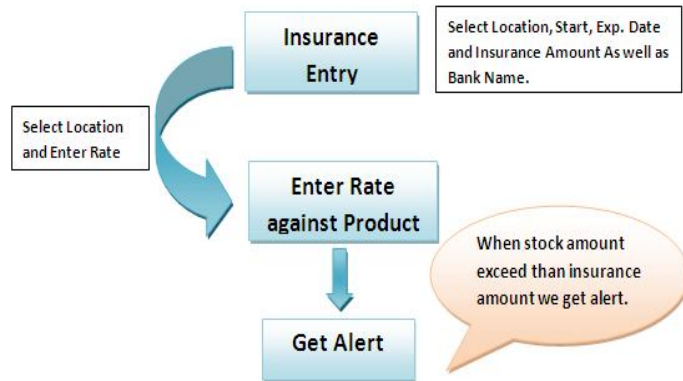 Insurance
Entry
Select Location, Start, Exp. Date
and Insurance Amount As well as
Bank Name.
Select Location
and Enter Rate
Enter Rate
against Product
When stock amount
exceed than insurance
amount we get alert.
Get Alert